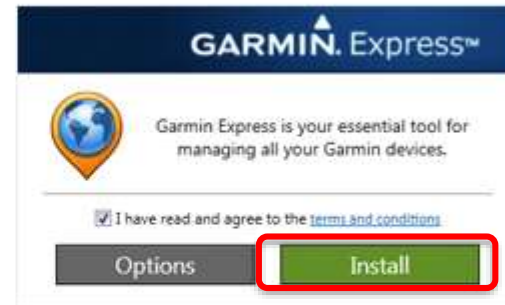 GARMIN. Express™
Garmin Express is your essential tool for
managing all your Garmin devices.
I have read and agree to the terms and conditions
Options Install